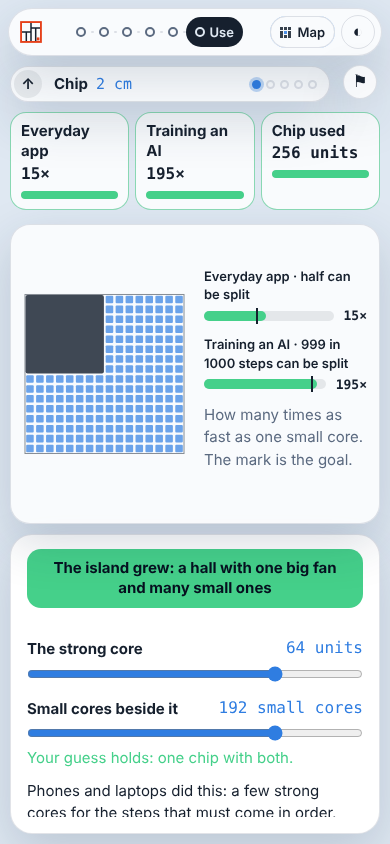 Use
Map
Chip 2 cm
Everyday app
15×
Training an AI
195×
Chip used
256 units
Everyday app · half can be split
15×
Training an AI · 999 in 1000 steps can be split
195×
How many times as fast as one small core. The mark is the goal.
The island grew: a hall with one big fan and many small ones
The strong core
64 units
Small cores beside it
192 small cores
Your guess holds: one chip with both.
Phones and laptops did this: a few strong
cores for the steps that must come in order.